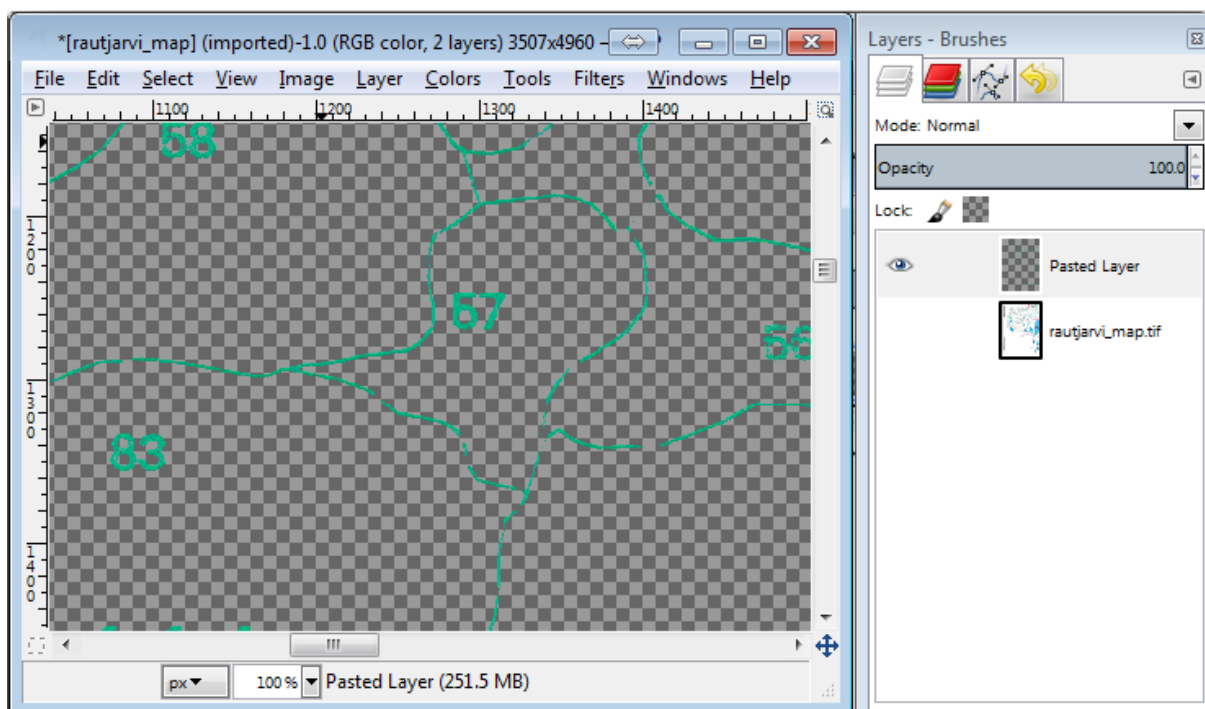 *[rautjarvi_map] (imported)-1.0 (RGB color, 2 layers) 3507x4960 –
File Edit Select View Image Layer Colors Tools Filters Windows Help
1100 1200 1300 1400
1200
1300
1400
58
57
56
83
px 100 % Pasted Layer (251.5 MB)
Layers - Brushes
Mode: Normal
Opacity 100.0
Lock:
Pasted Layer
rautjarvi_map.tif